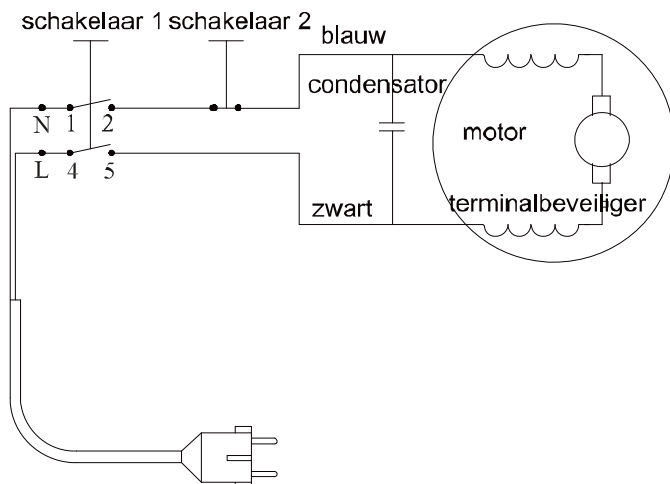 schakelaar 1 schakelaar 2
blauw
condensator
N 1 2
motor
L 4 5
zwart
terminalbeveiliger